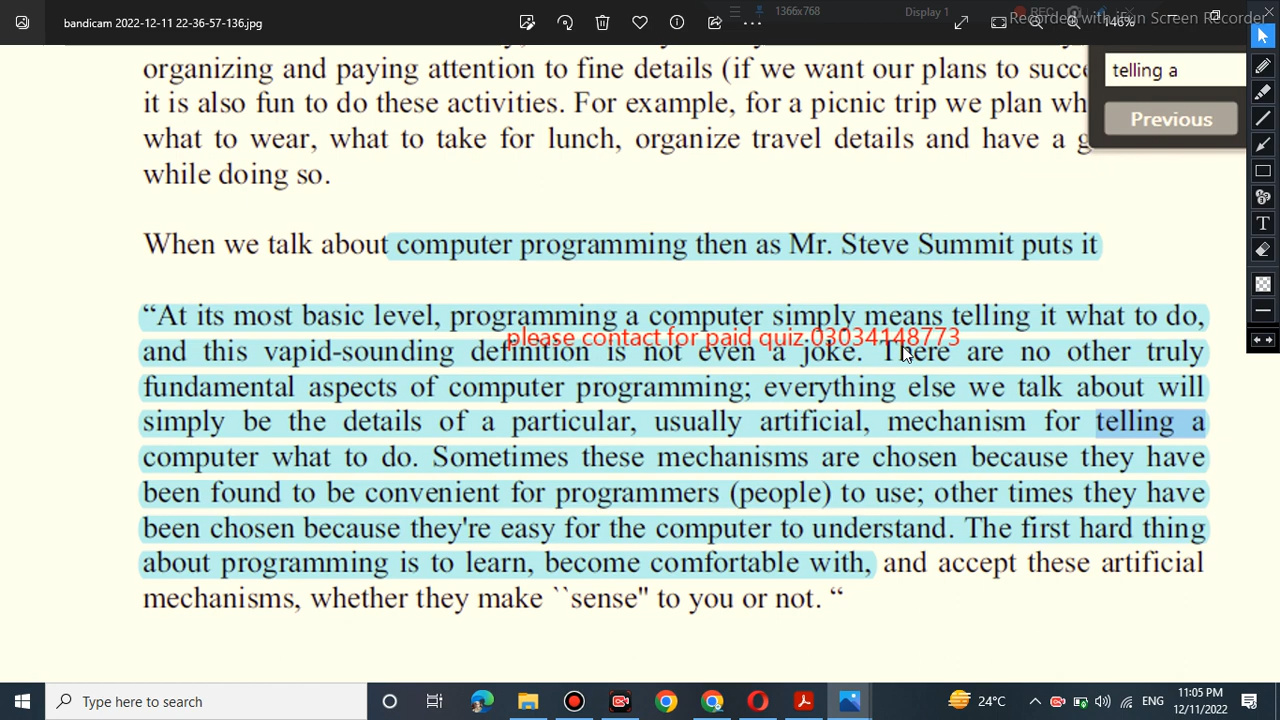 bandicam 2022-12-11 22-36-57-136.jpg
1366x768
Display 1
REC
Recorded with iFun Screen Recorder
146%
organizing and paying attention to fine details (if we want our plans to succe
it is also fun to do these activities. For example, for a picnic trip we plan wh
what to wear, what to take for lunch, organize travel details and have a g
while doing so.
telling a
Previous
When we talk about computer programming then as Mr. Steve Summit puts it
“At its most basic level, programming a computer simply means telling it what to do,
please contact for paid quiz 03034148773
and this vapid-sounding definition is not even a joke. There are no other truly
fundamental aspects of computer programming; everything else we talk about will
simply be the details of a particular, usually artificial, mechanism for telling a
computer what to do. Sometimes these mechanisms are chosen because they have
been found to be convenient for programmers (people) to use; other times they have
been chosen because they're easy for the computer to understand. The first hard thing
about programming is to learn, become comfortable with, and accept these artificial
mechanisms, whether they make ``sense'' to you or not. “
Type here to search
24°C
ENG
11:05 PM
12/11/2022